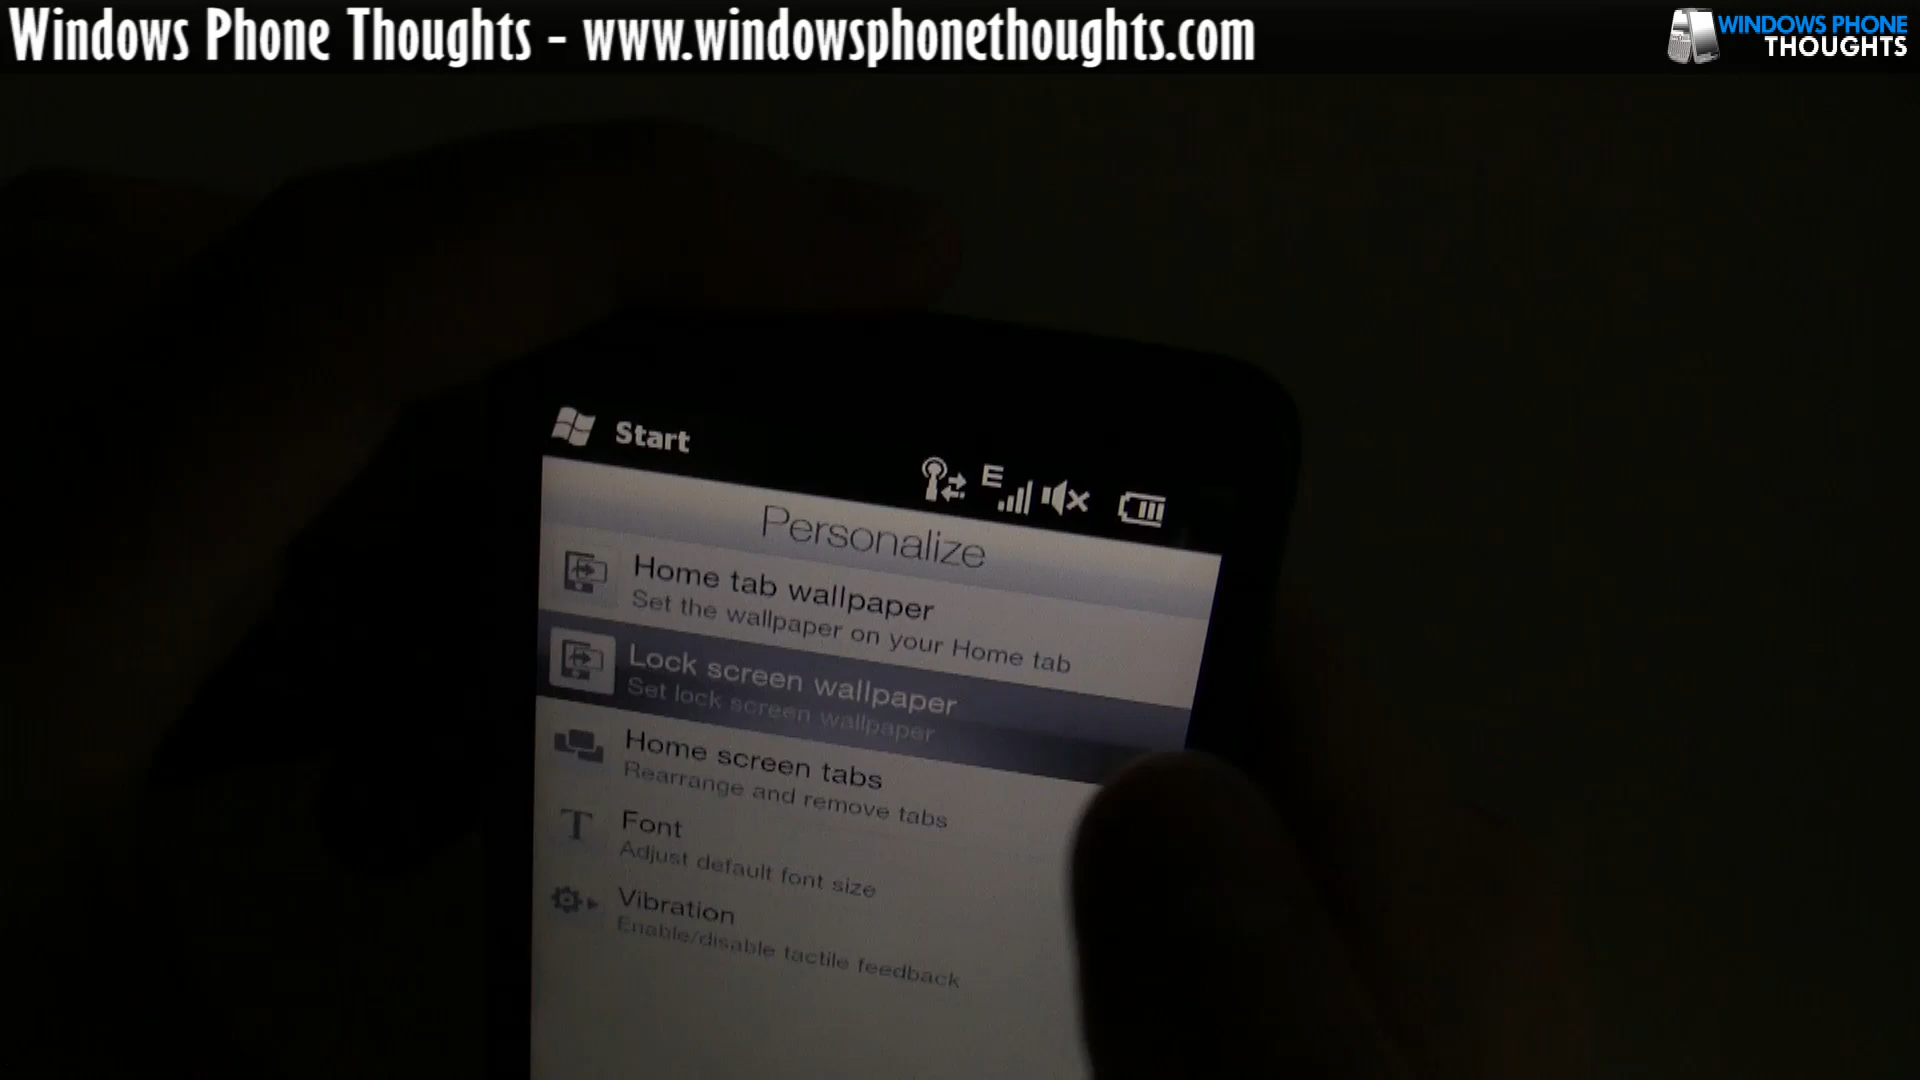 Windows Phone Thoughts - www.windowsphonethoughts.com
WINDOWS PHONE
THOUGHTS
Start
E
Personalize
Home tab wallpaper
Set the wallpaper on your Home tab
Lock screen wallpaper
Set lock screen wallpaper
Home screen tabs
Rearrange and remove tabs
Font
Adjust default font size
Vibration
Enable/disable tactile feedback